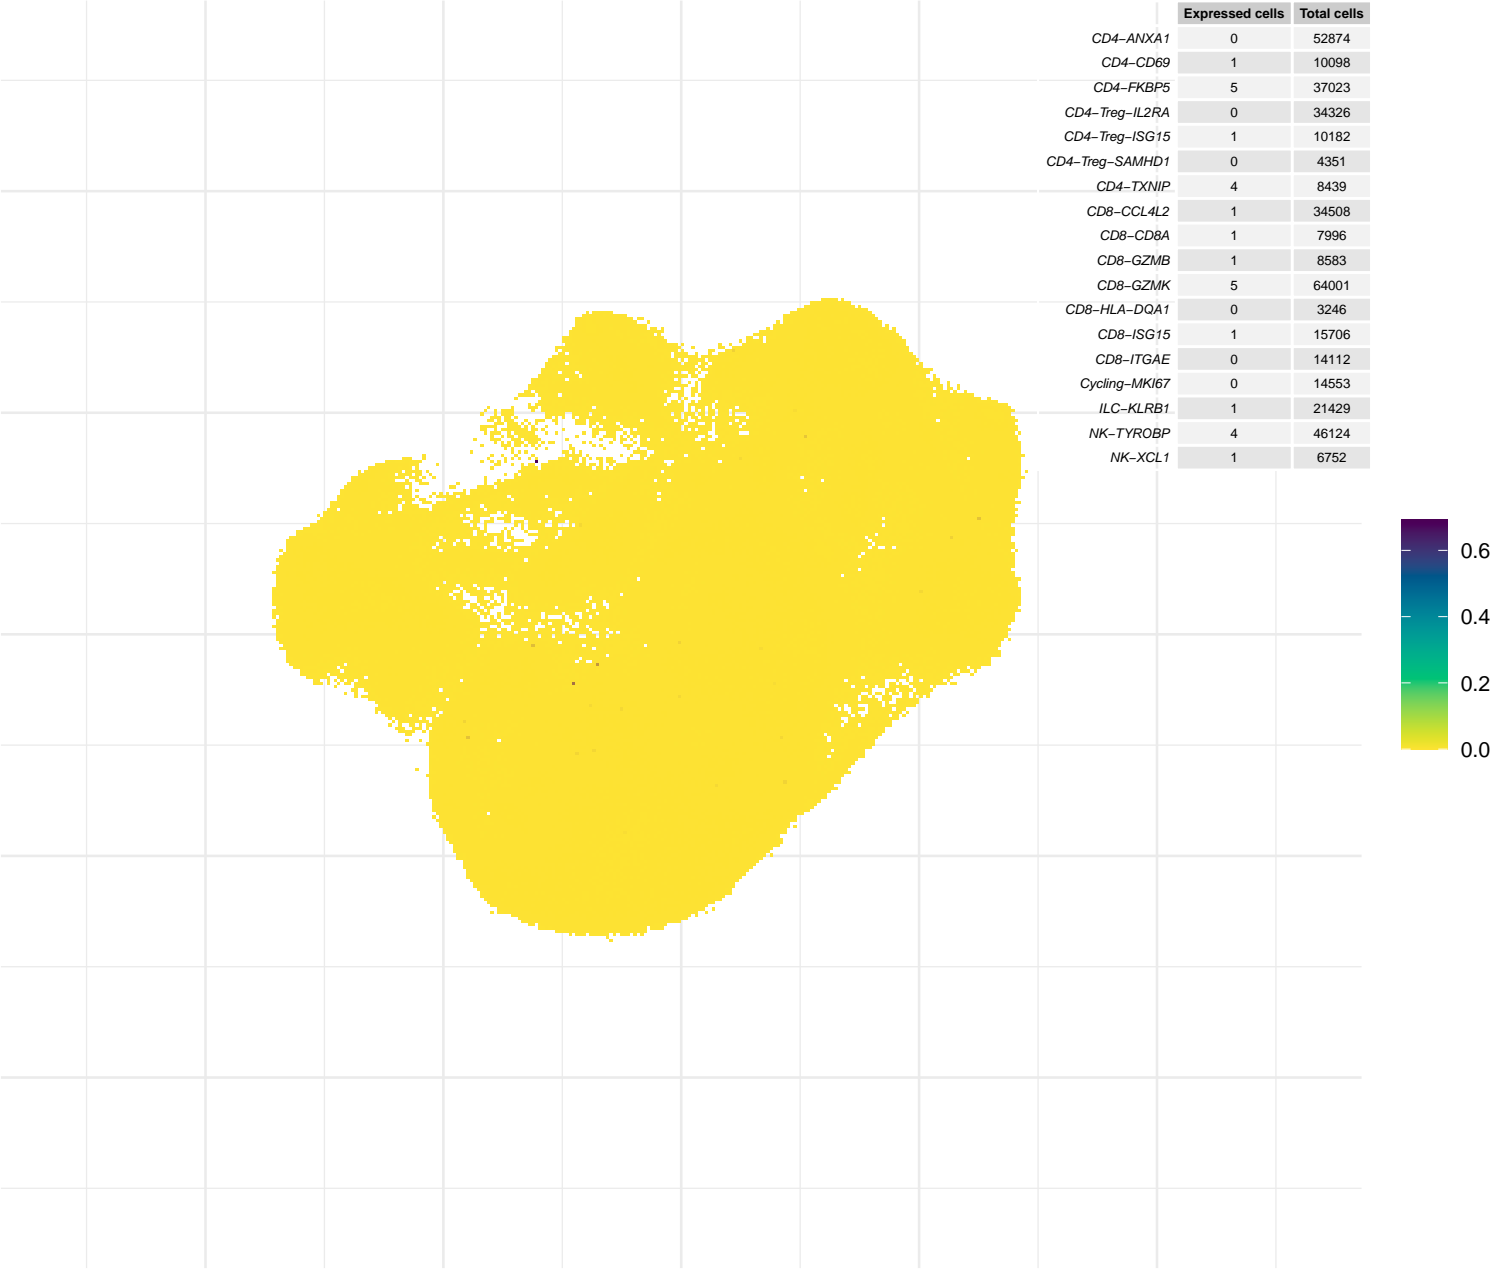 Expressed cells Total cells
CD4−ANXA1 0 52874
CD4−CD69 1 10098
CD4−FKBP5 5 37023
CD4−Treg−IL2RA 0 34326
CD4−Treg−ISG15 1 10182
CD4−Treg−SAMHD1 0 4351
CD4−TXNIP 4 8439
CD8−CCL4L2 1 34508
CD8−CD8A 1 7996
CD8−GZMB 1 8583
CD8−GZMK 5 64001
CD8−HLA−DQA1 0 3246
CD8−ISG15 1 15706
CD8−ITGAE 0 14112
Cycling−MKI67 0 14553
ILC−KLRB1 1 21429
NK−TYROBP 4 46124
NK−XCL1 1 6752
0.6
0.4
0.2
0.0